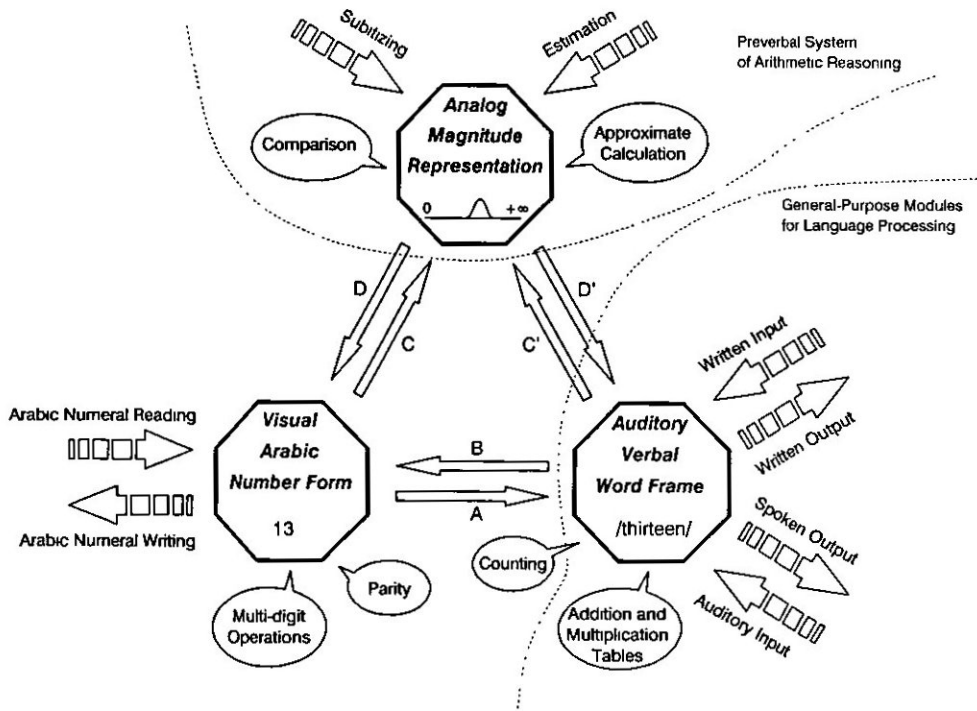 Subitizing
Estimation
Preverbal System
of Arithmetic Reasoning
Analog
Magnitude
Representation
0
+∞
Comparison
Approximate
Calculation
General-Purpose Modules
for Language Processing
D
C
D'
C'
Written Input
Written Output
Arabic Numeral Reading
Arabic Numeral Writing
Visual
Arabic
Number Form
13
B
A
Auditory
Verbal
Word Frame
/thirteen/
Spoken Output
Auditory Input
Counting
Parity
Multi-digit
Operations
Addition and
Multiplication
Tables